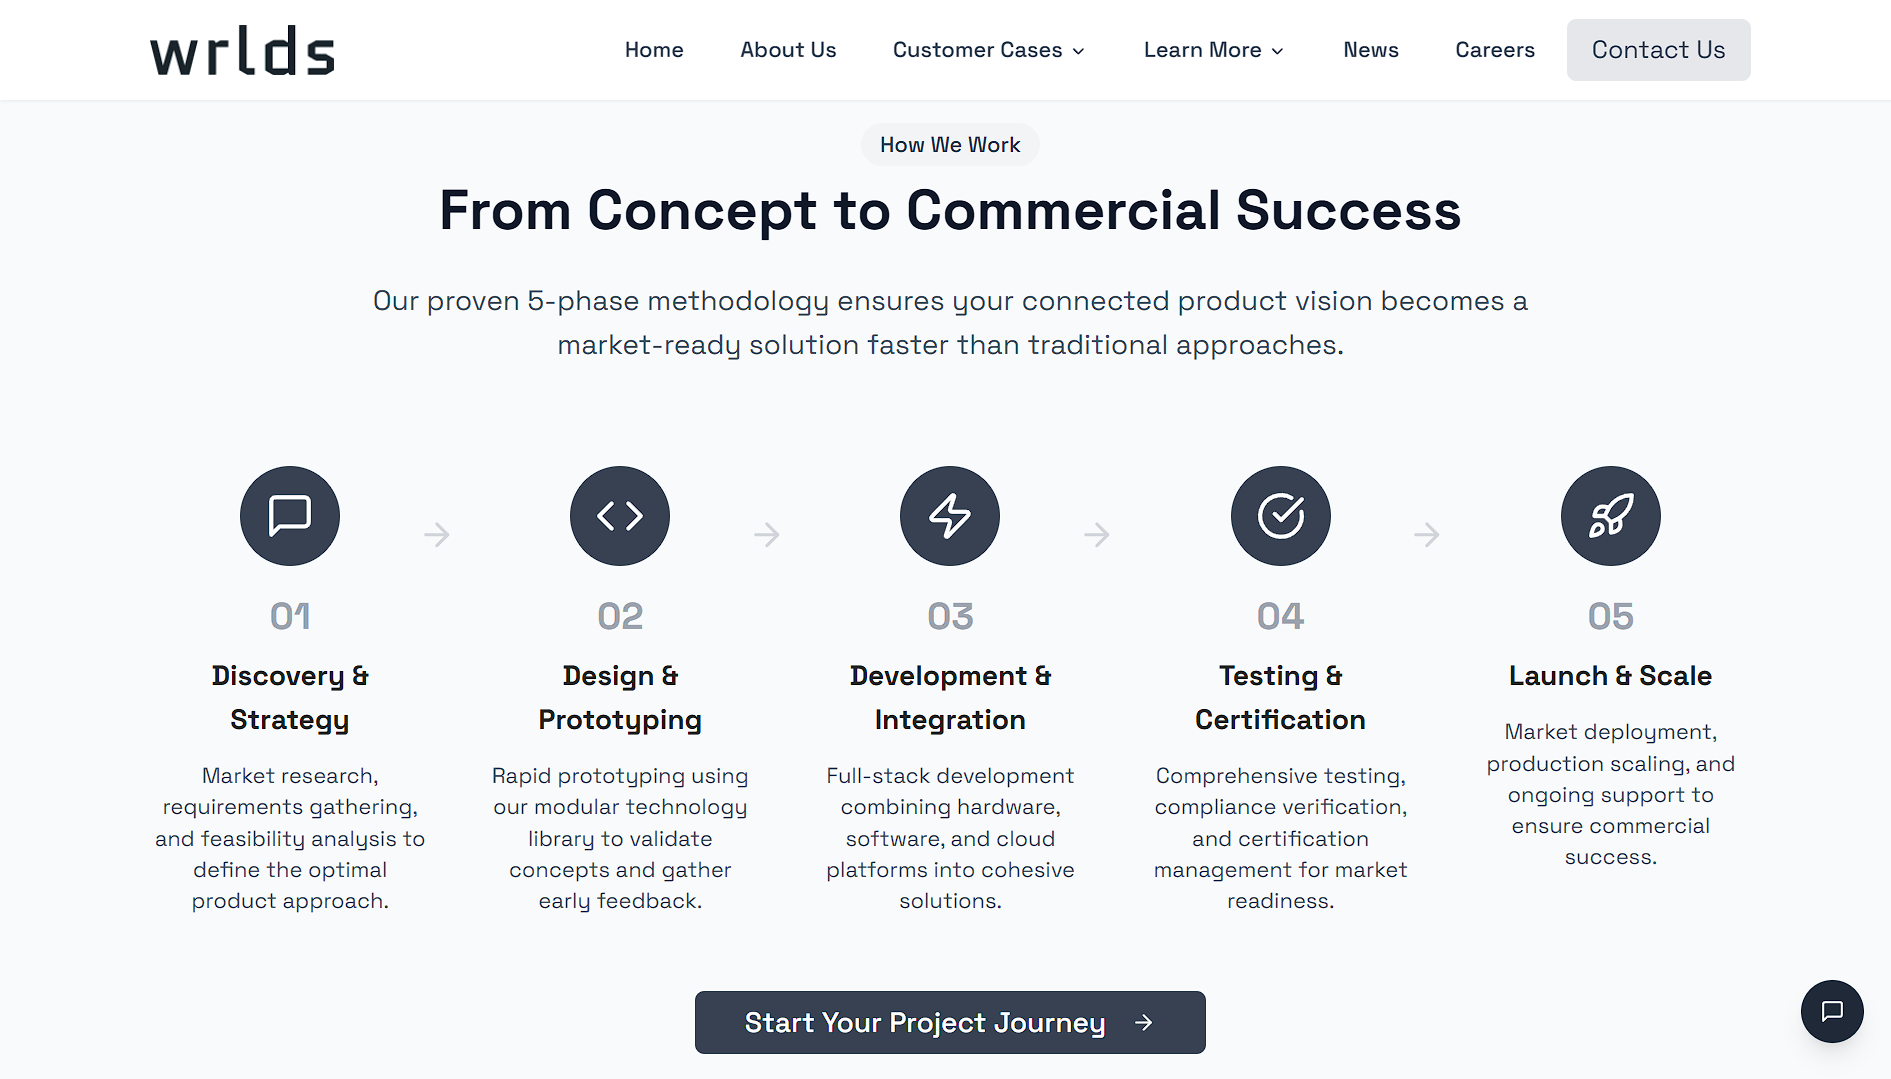 wrlds
Home About Us Customer Cases Learn More News Careers Contact Us
How We Work
From Concept to Commercial Success
Our proven 5-phase methodology ensures your connected product vision becomes a
market-ready solution faster than traditional approaches.
01
Discovery &
Strategy
Market research,
requirements gathering,
and feasibility analysis to
define the optimal
product approach.
02
Design &
Prototyping
Rapid prototyping using
our modular technology
library to validate
concepts and gather
early feedback.
03
Development &
Integration
Full-stack development
combining hardware,
software, and cloud
platforms into cohesive
solutions.
04
Testing &
Certification
Comprehensive testing,
compliance verification,
and certification
management for market
readiness.
05
Launch & Scale
Market deployment,
production scaling, and
ongoing support to
ensure commercial
success.
Start Your Project Journey